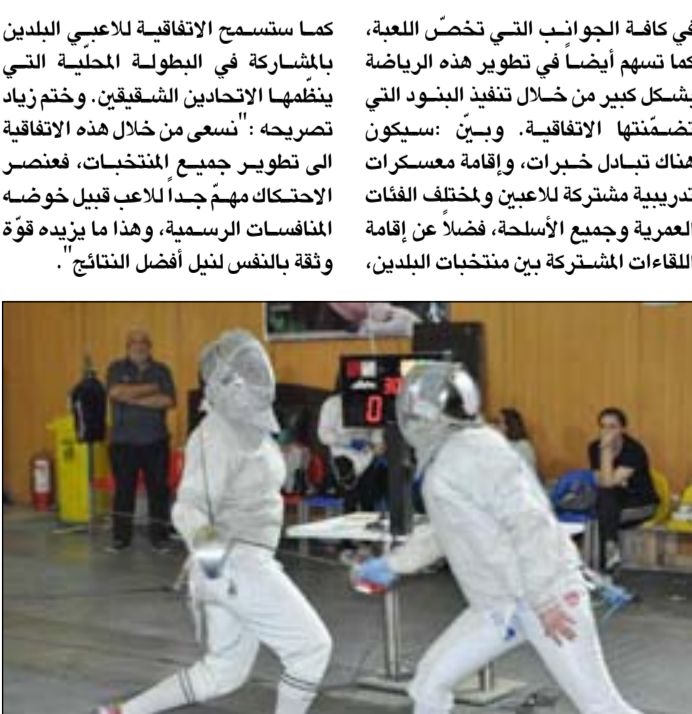 في كافة الجوانب التي تخصّ اللعبة،
كما تسهم أيضاً في تطوير هذه الرياضة
بشكل كبير من خلال تنفيذ البنود التي
تضمّنتها الاتفاقية. وبيّن :سيكون
هناك تبادل خبرات، وإقامة معسكرات
تدريبية مشتركة للاعبين ولمختلف الفئات
العمرية وجميع الأسلحة، فضلاً عن إقامة
اللقاءات المشتركة بين منتخبات البلدين،
كما ستسمح الاتفاقية للاعبي البلدين
بالمشاركة في البطولة المحلّية التي
ينظّمها الاتحادين الشقيقين. وختم زياد
تصريحه :"نسعى من خلال هذه الاتفاقية
الى تطوير جميع المنتخبات، فعنصر
الاحتكاك مهمّ جداً للاعب قبيل خوضه
المنافسات الرسمية، وهذا ما يزيده قوّة
وثقة بالنفس لنيل أفضل النتائج".
30
0